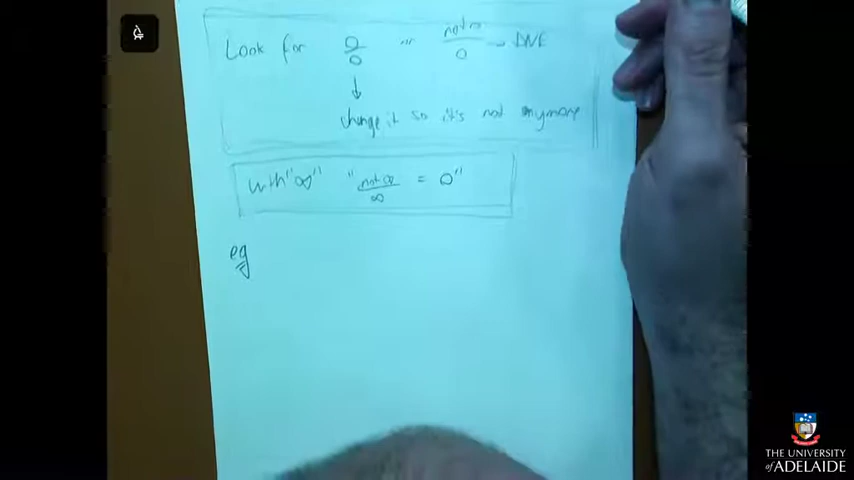 Look for 0/0 or not 0/0 → DNE
↓
change it so it's not anymore
with "∞" "not ∞/∞ = 0"
eg
THE UNIVERSITY
of ADELAIDE